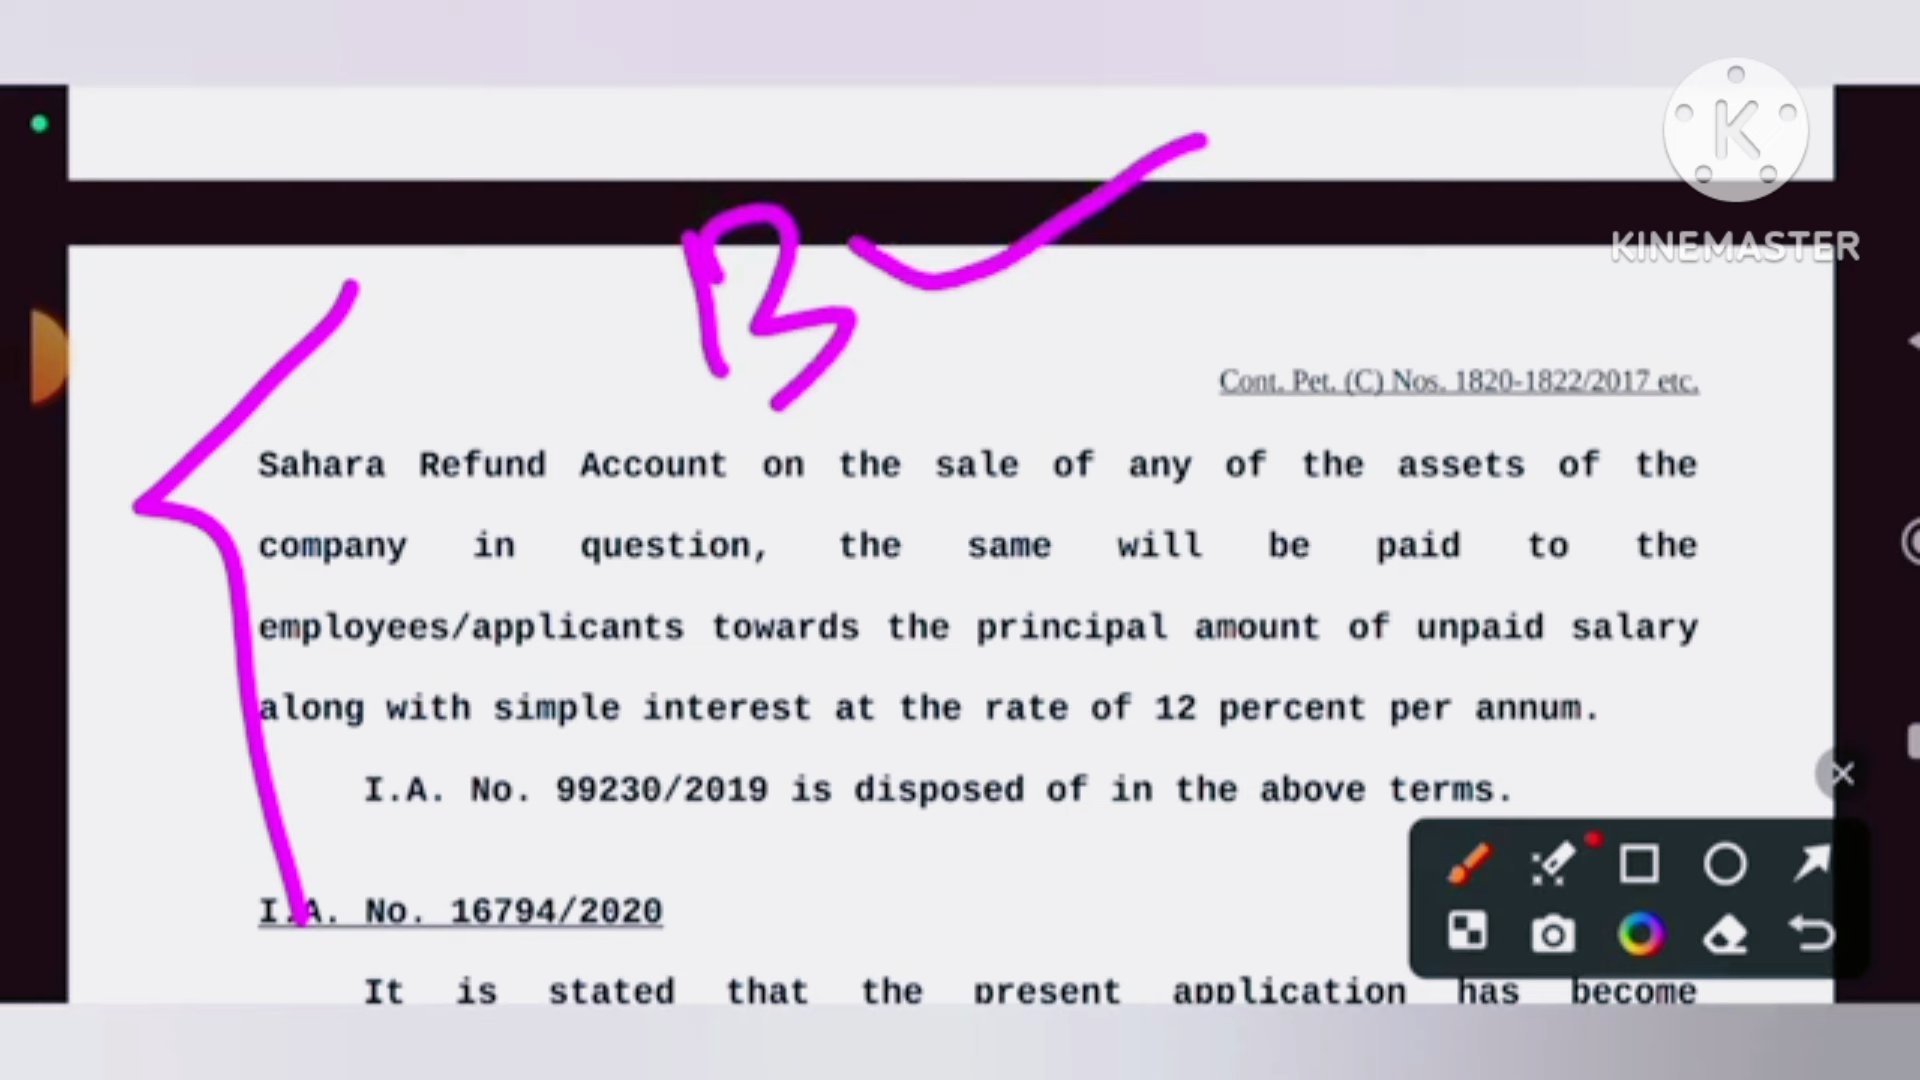 K
KINEMASTER
B
Cont. Pet. (C) Nos. 1820-1822/2017 etc.
Sahara Refund Account on the sale of any of the assets of the
company in question, the same will be paid to the
employees/applicants towards the principal amount of unpaid salary
along with simple interest at the rate of 12 percent per annum.
I.A. No. 99230/2019 is disposed of in the above terms.
I.A. No. 16794/2020
It is stated that the present application has become